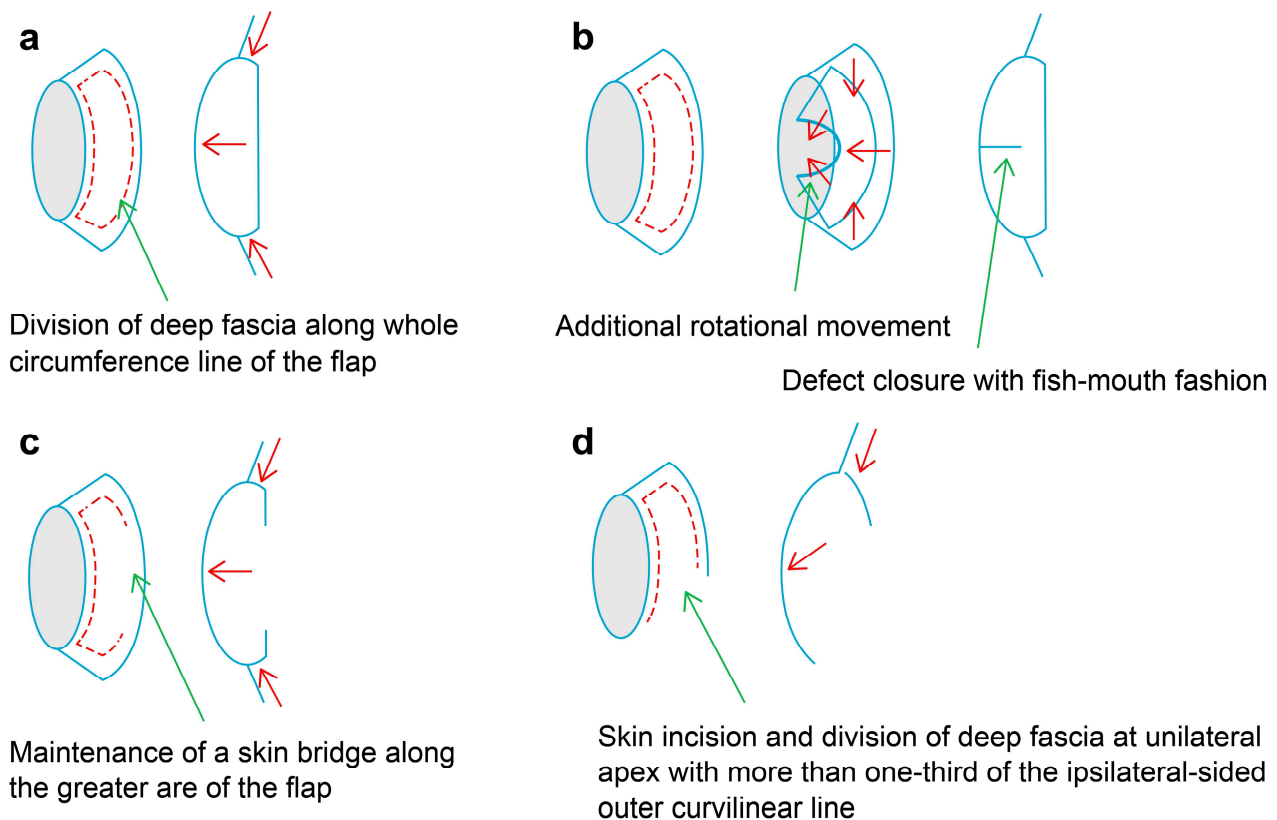 a
b
Division of deep fascia along whole
circumference line of the flap
Additional rotational movement
Defect closure with fish-mouth fashion
c
d
Maintenance of a skin bridge along
the greater are of the flap
Skin incision and division of deep fascia at unilateral
apex with more than one-third of the ipsilateral-sided
outer curvilinear line